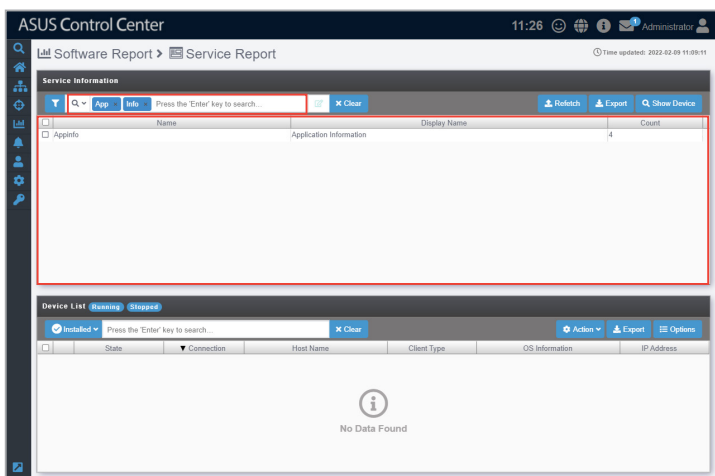 ASUS Control Center
11:26 1 Administrator
Software Report > Service Report
Time updated: 2022-02-09 11:09:11
Service Information
App × Info × Press the 'Enter' key to search... × Clear Refetch Export Show Device
Name Display Name Count
Appinfo Application Information 4
Device List Running Stopped
Installed Press the 'Enter' key to search... × Clear Action Export Options
State ▼ Connection Host Name Client Type OS Information IP Address
No Data Found